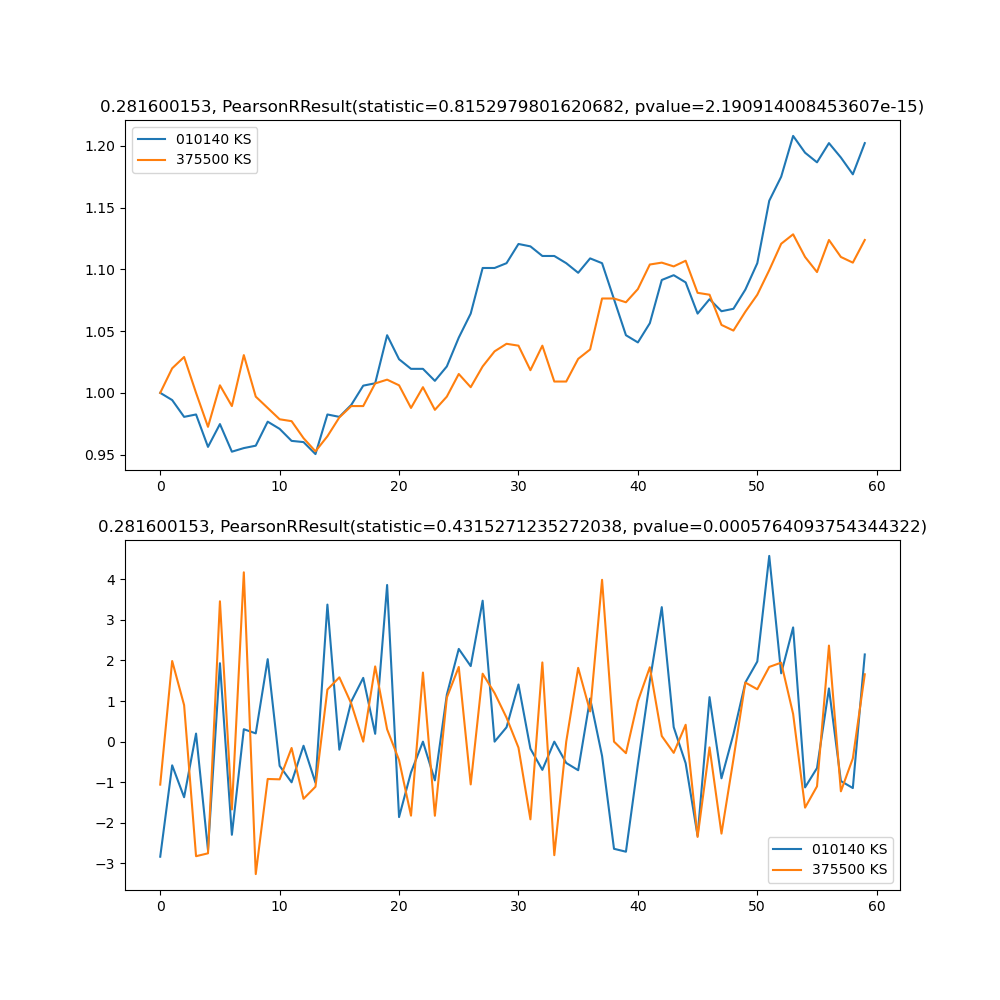 0.281600153, PearsonRResult(statistic=0.8152979801620682, pvalue=2.190914008453607e-15)
010140 KS
375500 KS
1.20
1.15
1.10
1.05
1.00
0.95
0 10 20 30 40 50 60
0.281600153, PearsonRResult(statistic=0.4315271235272038, pvalue=0.0005764093754344322)
4
3
2
1
0
−1
−2
−3
010140 KS
375500 KS
0 10 20 30 40 50 60